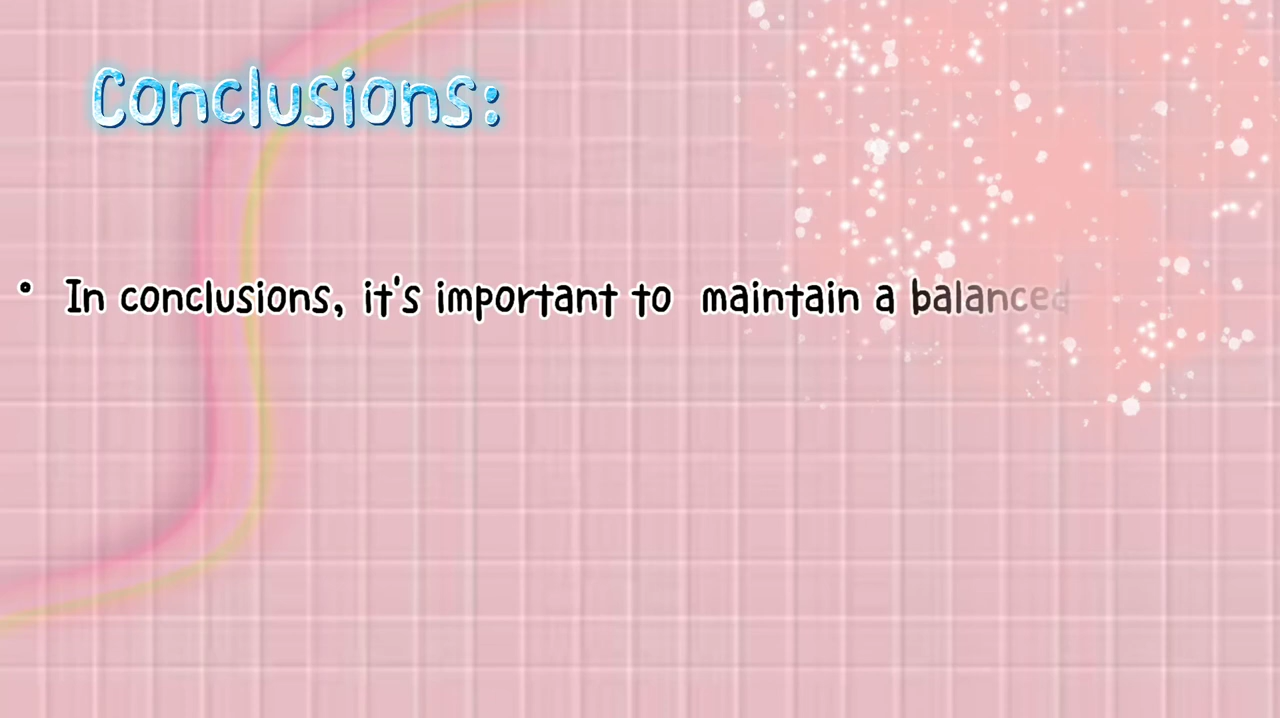 Conclusions:
• In conclusions, it's important to maintain a balanced